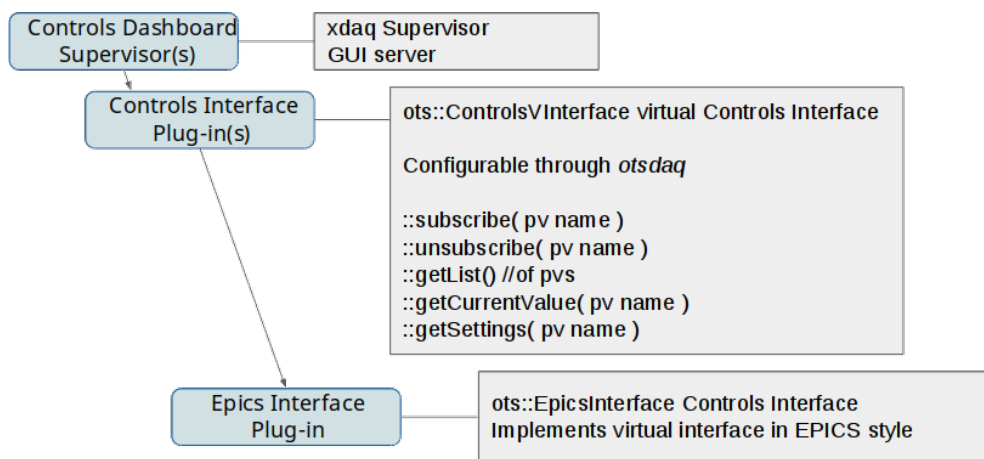 Controls Dashboard
Supervisor(s)
xdaq Supervisor
GUI server
Controls Interface
Plug-in(s)
ots::ControlsVInterface virtual Controls Interface
Configurable through otsdaq
::subscribe( pv name )
::unsubscribe( pv name )
::getList() //of pvs
::getCurrentValue( pv name )
::getSettings( pv name )
Epics Interface
Plug-in
ots::EpicsInterface Controls Interface
Implements virtual interface in EPICS style